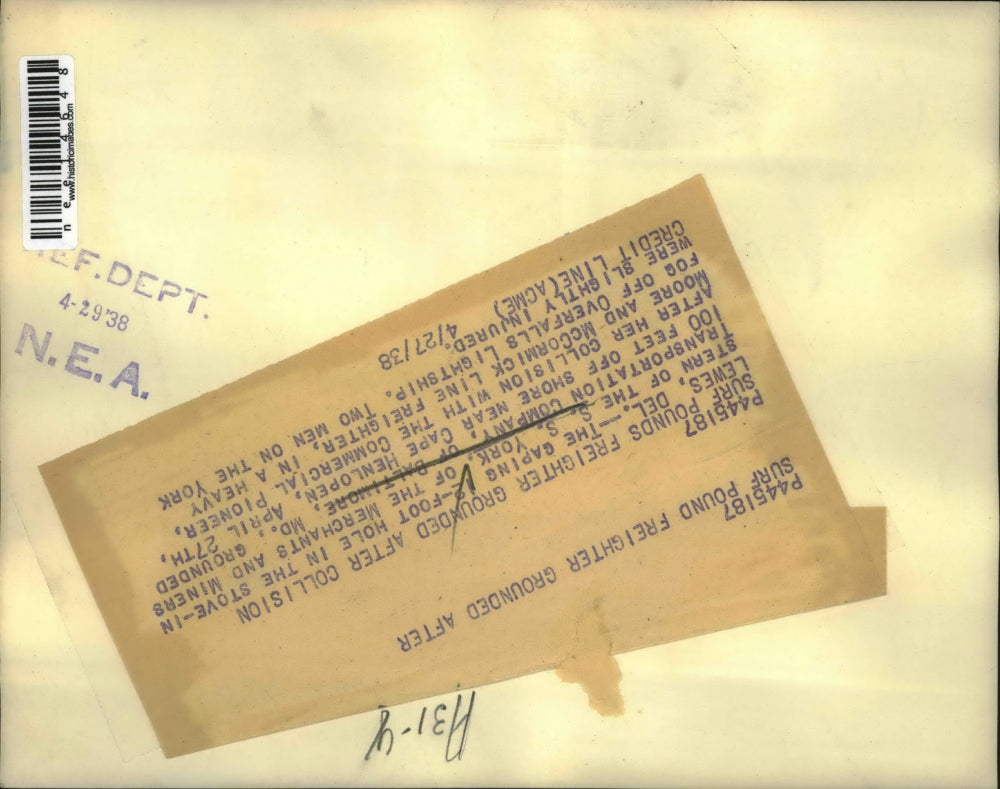 nee14648
www.historicimages.com
REF.DEPT.
4-29'38
N.E.A.
P445187
SURF POUND FREIGHTER GROUNDED AFTER
P445187
SURF POUNDS FREIGHTER GROUNDED AFTER COLLISION
LEWES, DEL.--THE GAPING 12-FOOT HOLE IN THE STOVE-IN
STERN OF THE S. S. YORK, OF THE MERCHANTS AND MINERS
TRANSPORTATION COMPANY, OF BALTIMORE, MD., GROUNDED
100 FEET OFF SHORE NEAR CAPE HENLOPEN, APRIL 27TH,
AFTER HER COLLISION WITH THE COMMERCIAL PIONEER,
MOORE AND MCCORMICK LINE FREIGHTER, IN A HEAVY
FOG OFF OVERFALLS LIGHTSHIP. TWO MEN ON THE YORK
WERE SLIGHTLY INJURED.
CREDIT LINE(ACME) 4/27/38